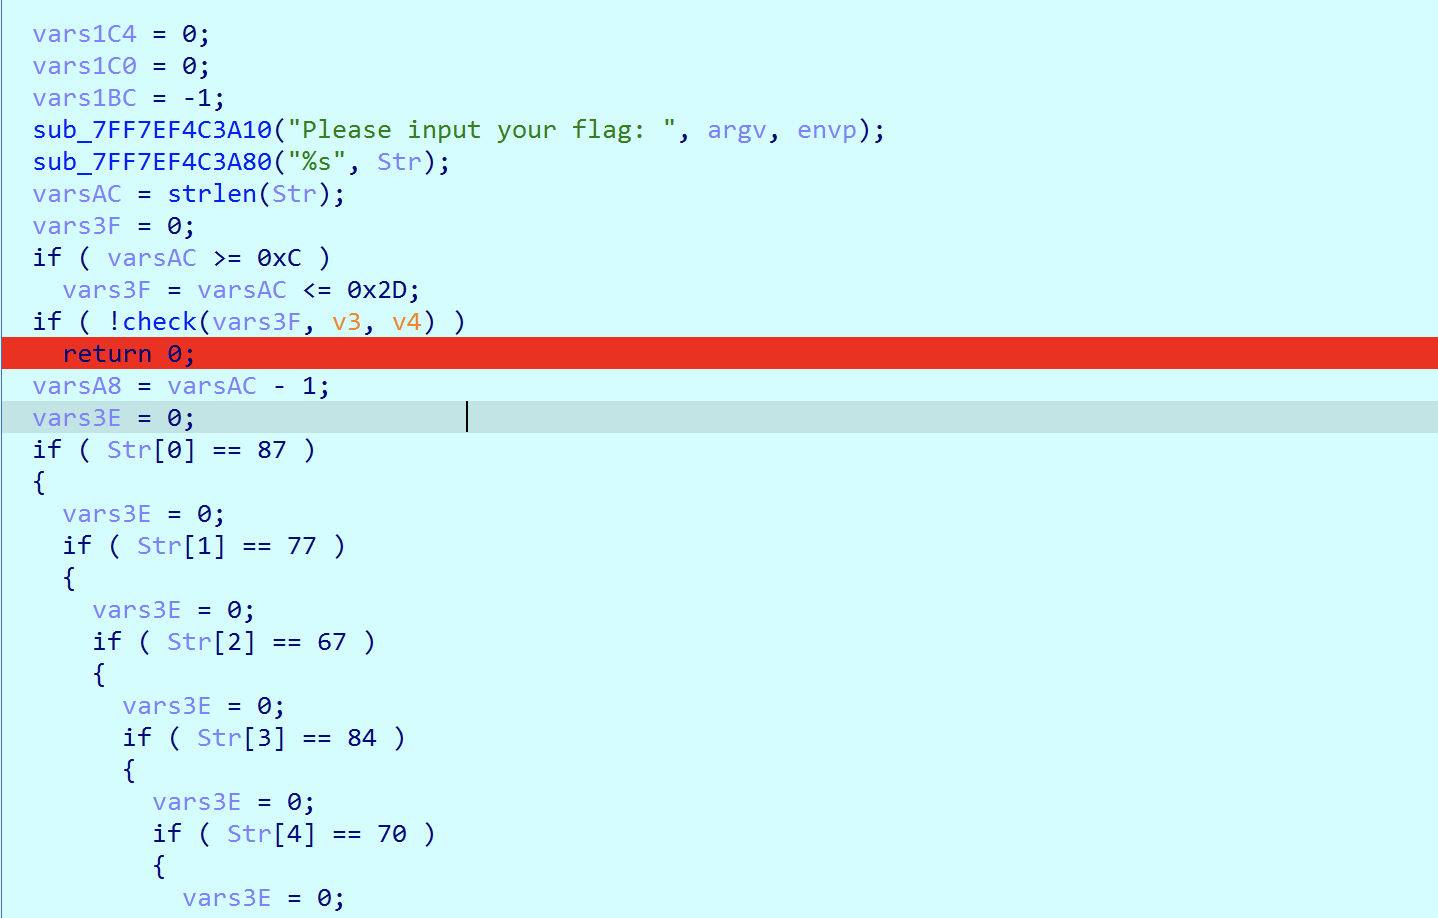 vars1C4 = 0;
vars1C0 = 0;
vars1BC = -1;
sub_7FF7EF4C3A10("Please input your flag: ", argv, envp);
sub_7FF7EF4C3A80("%s", Str);
varsAC = strlen(Str);
vars3F = 0;
if ( varsAC >= 0xC )
  vars3F = varsAC <= 0x2D;
if ( !check(vars3F, v3, v4) )
  return 0;
varsA8 = varsAC - 1;
vars3E = 0;
if ( Str[0] == 87 )
{
  vars3E = 0;
  if ( Str[1] == 77 )
  {
    vars3E = 0;
    if ( Str[2] == 67 )
    {
      vars3E = 0;
      if ( Str[3] == 84 )
      {
        vars3E = 0;
        if ( Str[4] == 70 )
        {
          vars3E = 0;